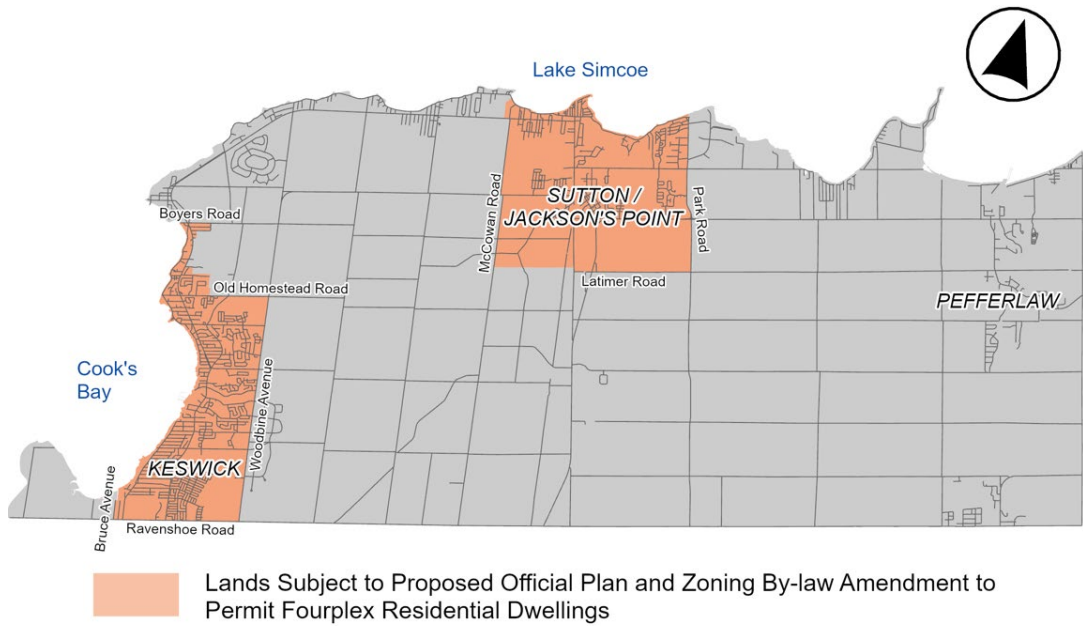 Lake Simcoe
Boyers Road
McCowan Road
SUTTON /
JACKSON'S POINT
Park Road
Old Homestead Road
Latimer Road
PEFFERLAW
Cook's
Bay
Woodbine Avenue
KESWICK
Bruce Avenue
Ravenshoe Road
Lands Subject to Proposed Official Plan and Zoning By-law Amendment to
Permit Fourplex Residential Dwellings